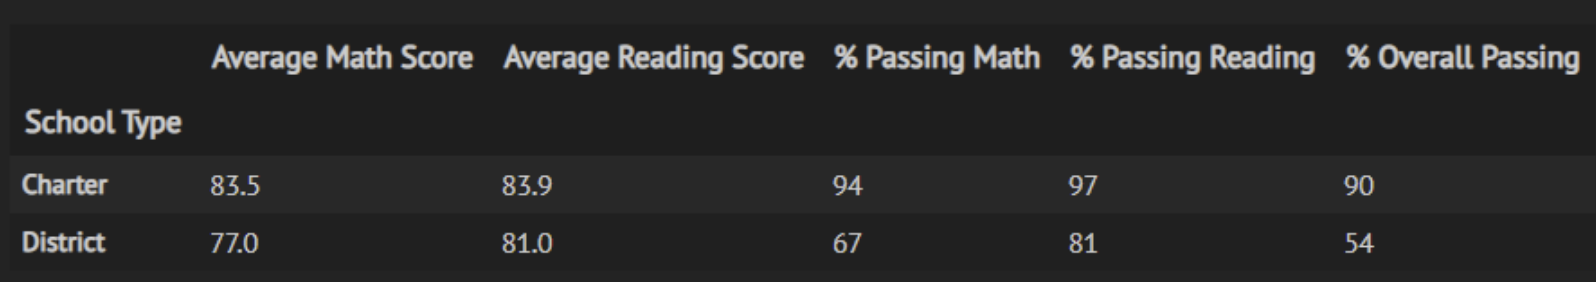 Average Math Score Average Reading Score % Passing Math % Passing Reading % Overall Passing
School Type
Charter 83.5 83.9 94 97 90
District 77.0 81.0 67 81 54